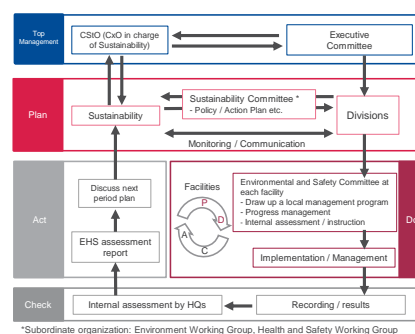 Top
Management
CStO (CxO in charge
of Sustainability)
Executive
Committee
Plan
Sustainability
Sustainability Committee *
- Policy / Action Plan etc.
Divisions
Monitoring / Communication
Act
Discuss next
period plan
EHS assessment
report
Facilities
P
D
C
A
Environmental and Safety Committee at
each facility
- Draw up a local management program
- Progress management
- Internal assessment / instruction
Implementation / Management
Do
Check
Internal assessment by HQs
Recording / results
*Subordinate organization: Environment Working Group, Health and Safety Working Group